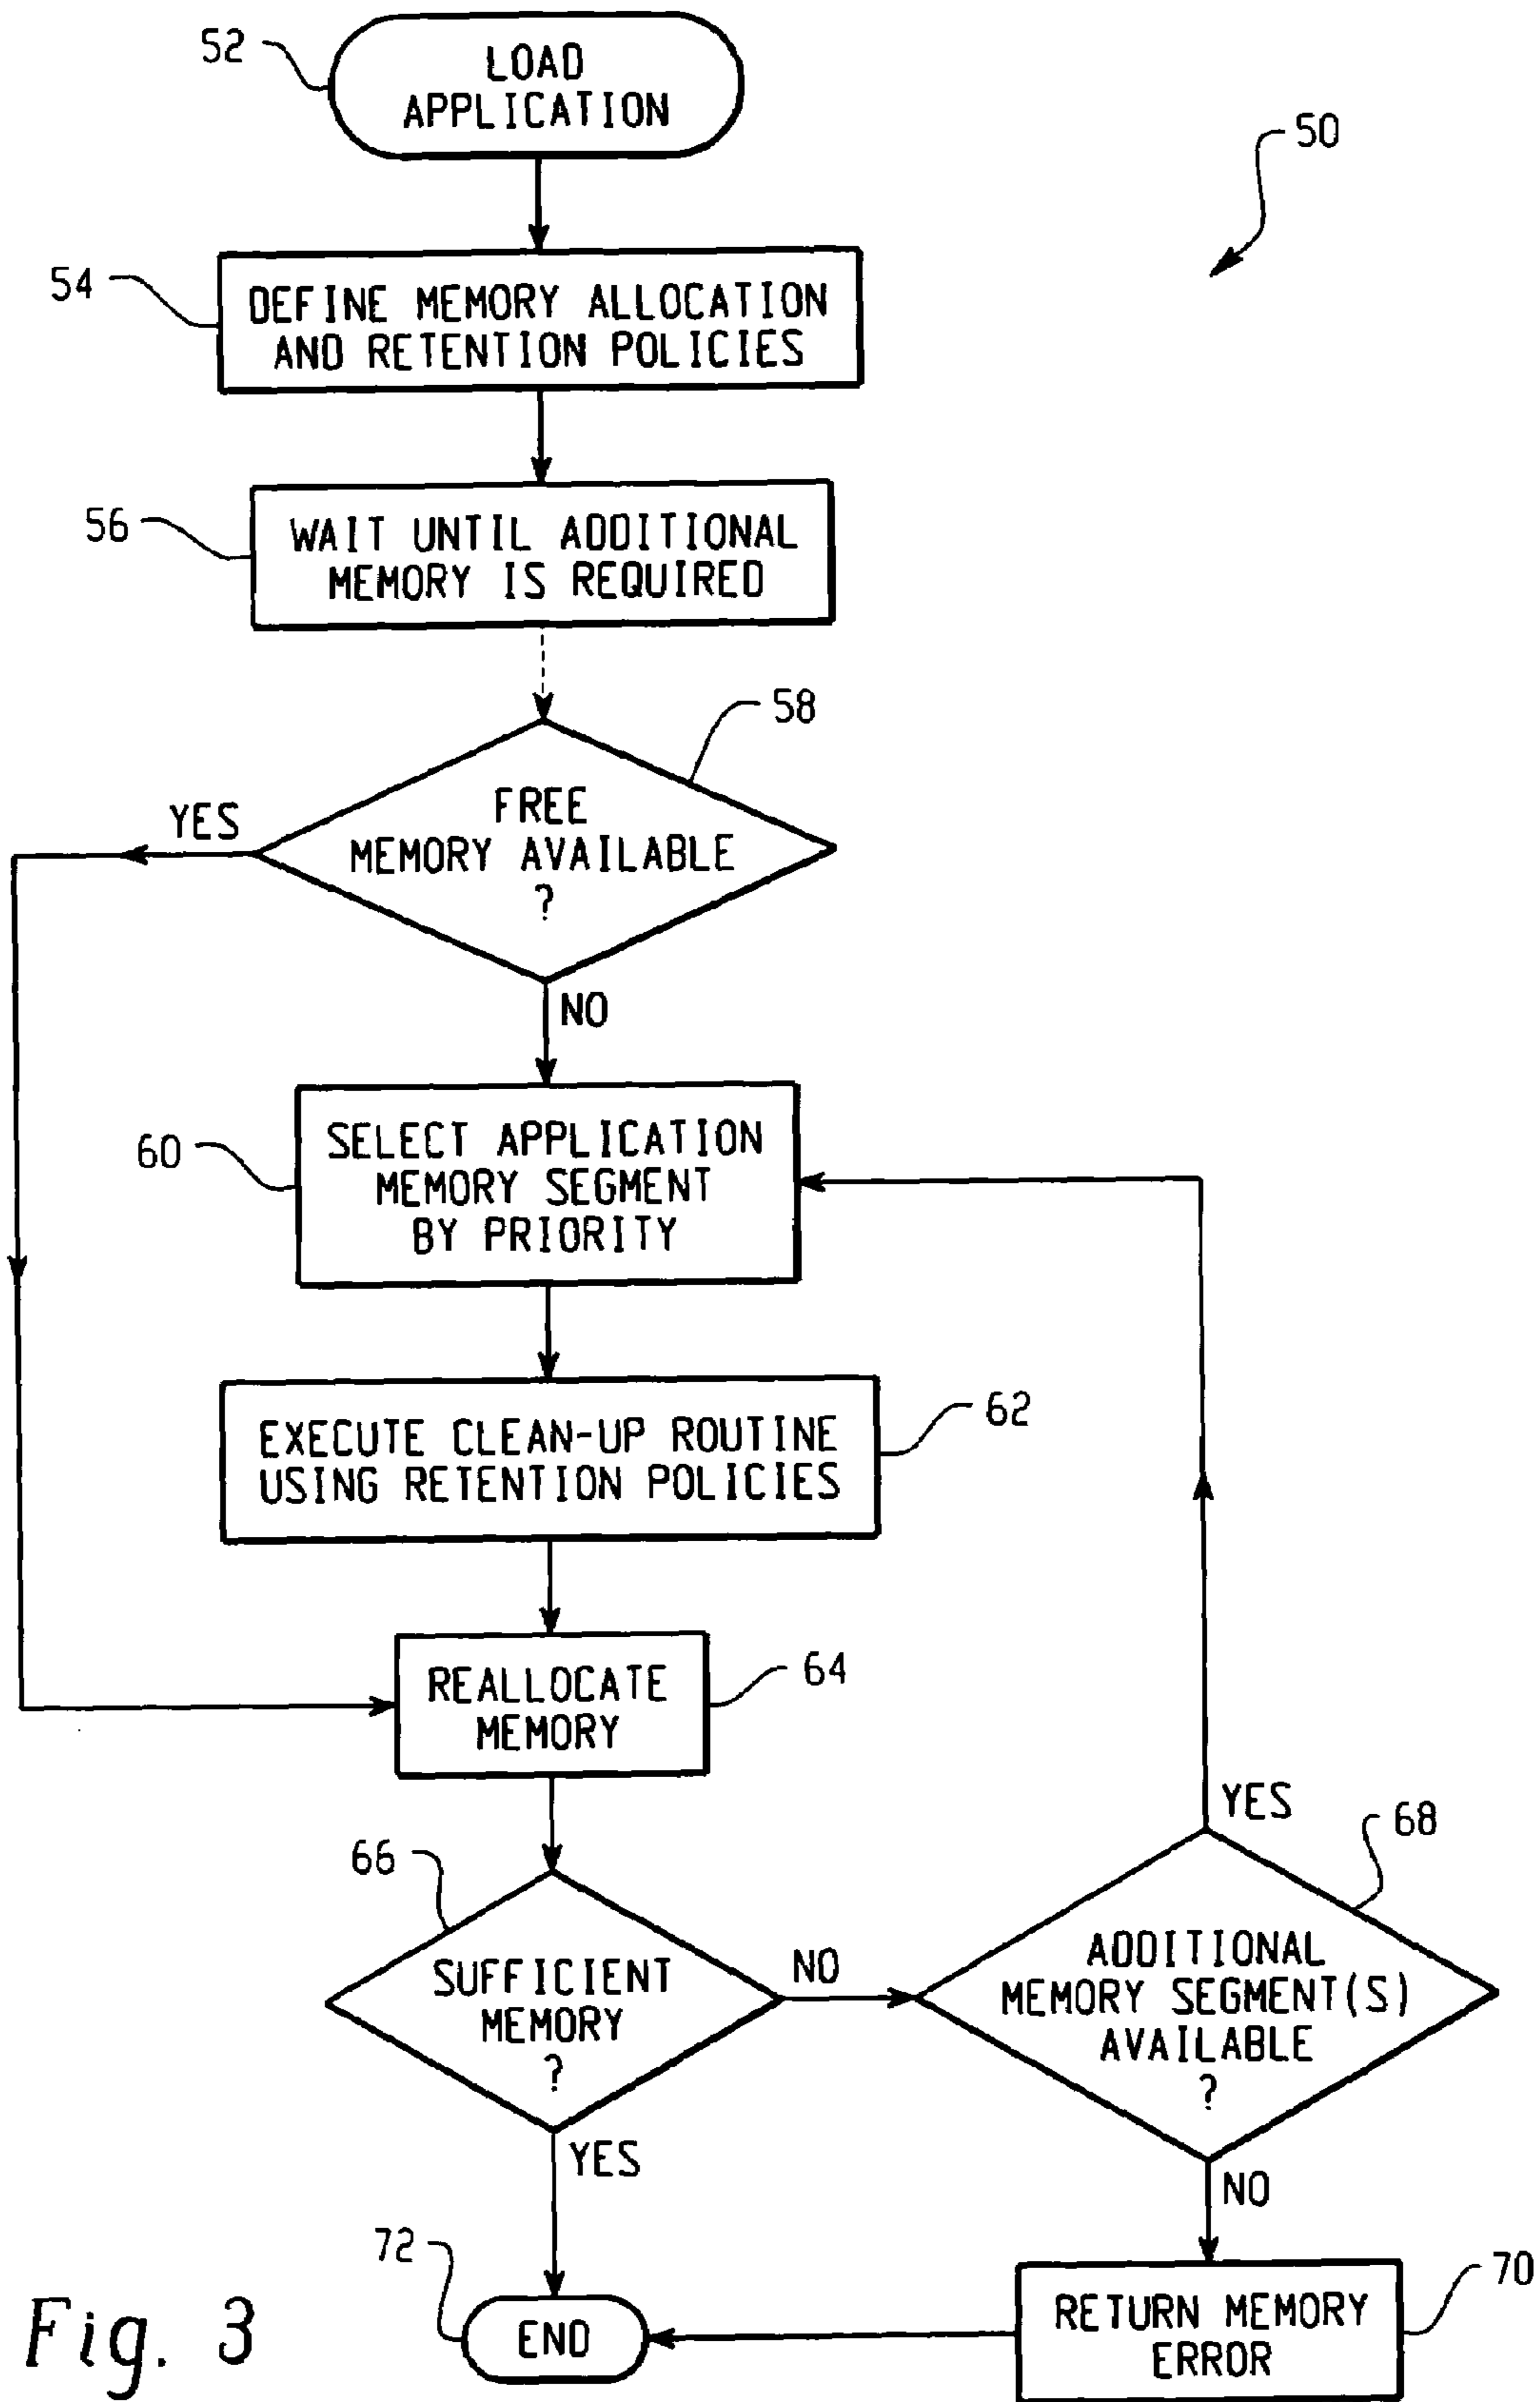 52
LOAD
APPLICATION
50
54
DEFINE MEMORY ALLOCATION
AND RETENTION POLICIES
56
WAIT UNTIL ADDITIONAL
MEMORY IS REQUIRED
58
YES
FREE
MEMORY AVAILABLE
?
NO
60
SELECT APPLICATION
MEMORY SEGMENT
BY PRIORITY
62
EXECUTE CLEAN-UP ROUTINE
USING RETENTION POLICIES
64
REALLOCATE
MEMORY
66
SUFFICIENT
MEMORY
?
NO
YES
68
YES
ADDITIONAL
MEMORY SEGMENT(S)
AVAILABLE
?
NO
72
END
70
RETURN MEMORY
ERROR
Fig. 3